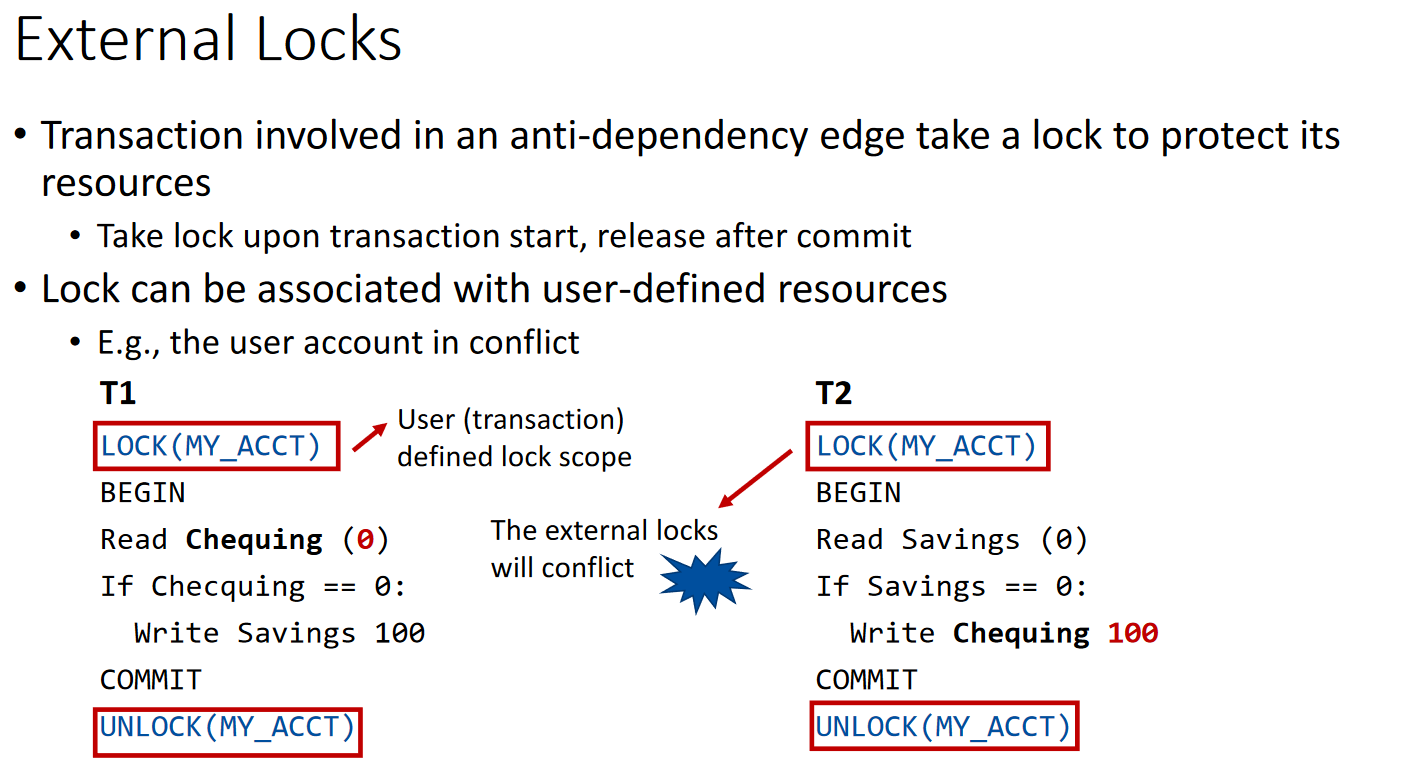 External Locks
• Transaction involved in an anti-dependency edge take a lock to protect its
resources
• Take lock upon transaction start, release after commit
• Lock can be associated with user-defined resources
• E.g., the user account in conflict
T1
LOCK(MY_ACCT)
BEGIN
Read Chequing (0)
If Checquing == 0:
Write Savings 100
COMMIT
UNLOCK(MY_ACCT)
User (transaction)
defined lock scope
The external locks
will conflict
T2
LOCK(MY_ACCT)
BEGIN
Read Savings (0)
If Savings == 0:
Write Chequing 100
COMMIT
UNLOCK(MY_ACCT)